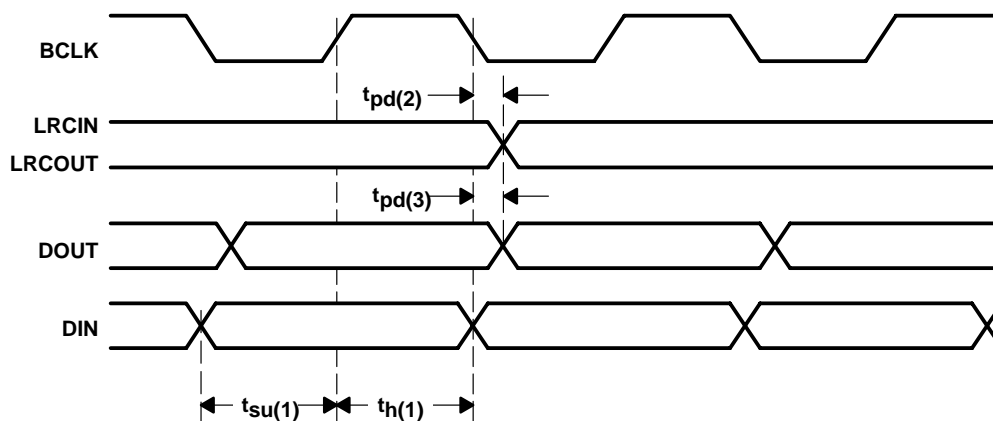 BCLK
tpd(2)
LRCIN
LRCOUT
tpd(3)
DOUT
DIN
tsu(1)
th(1)